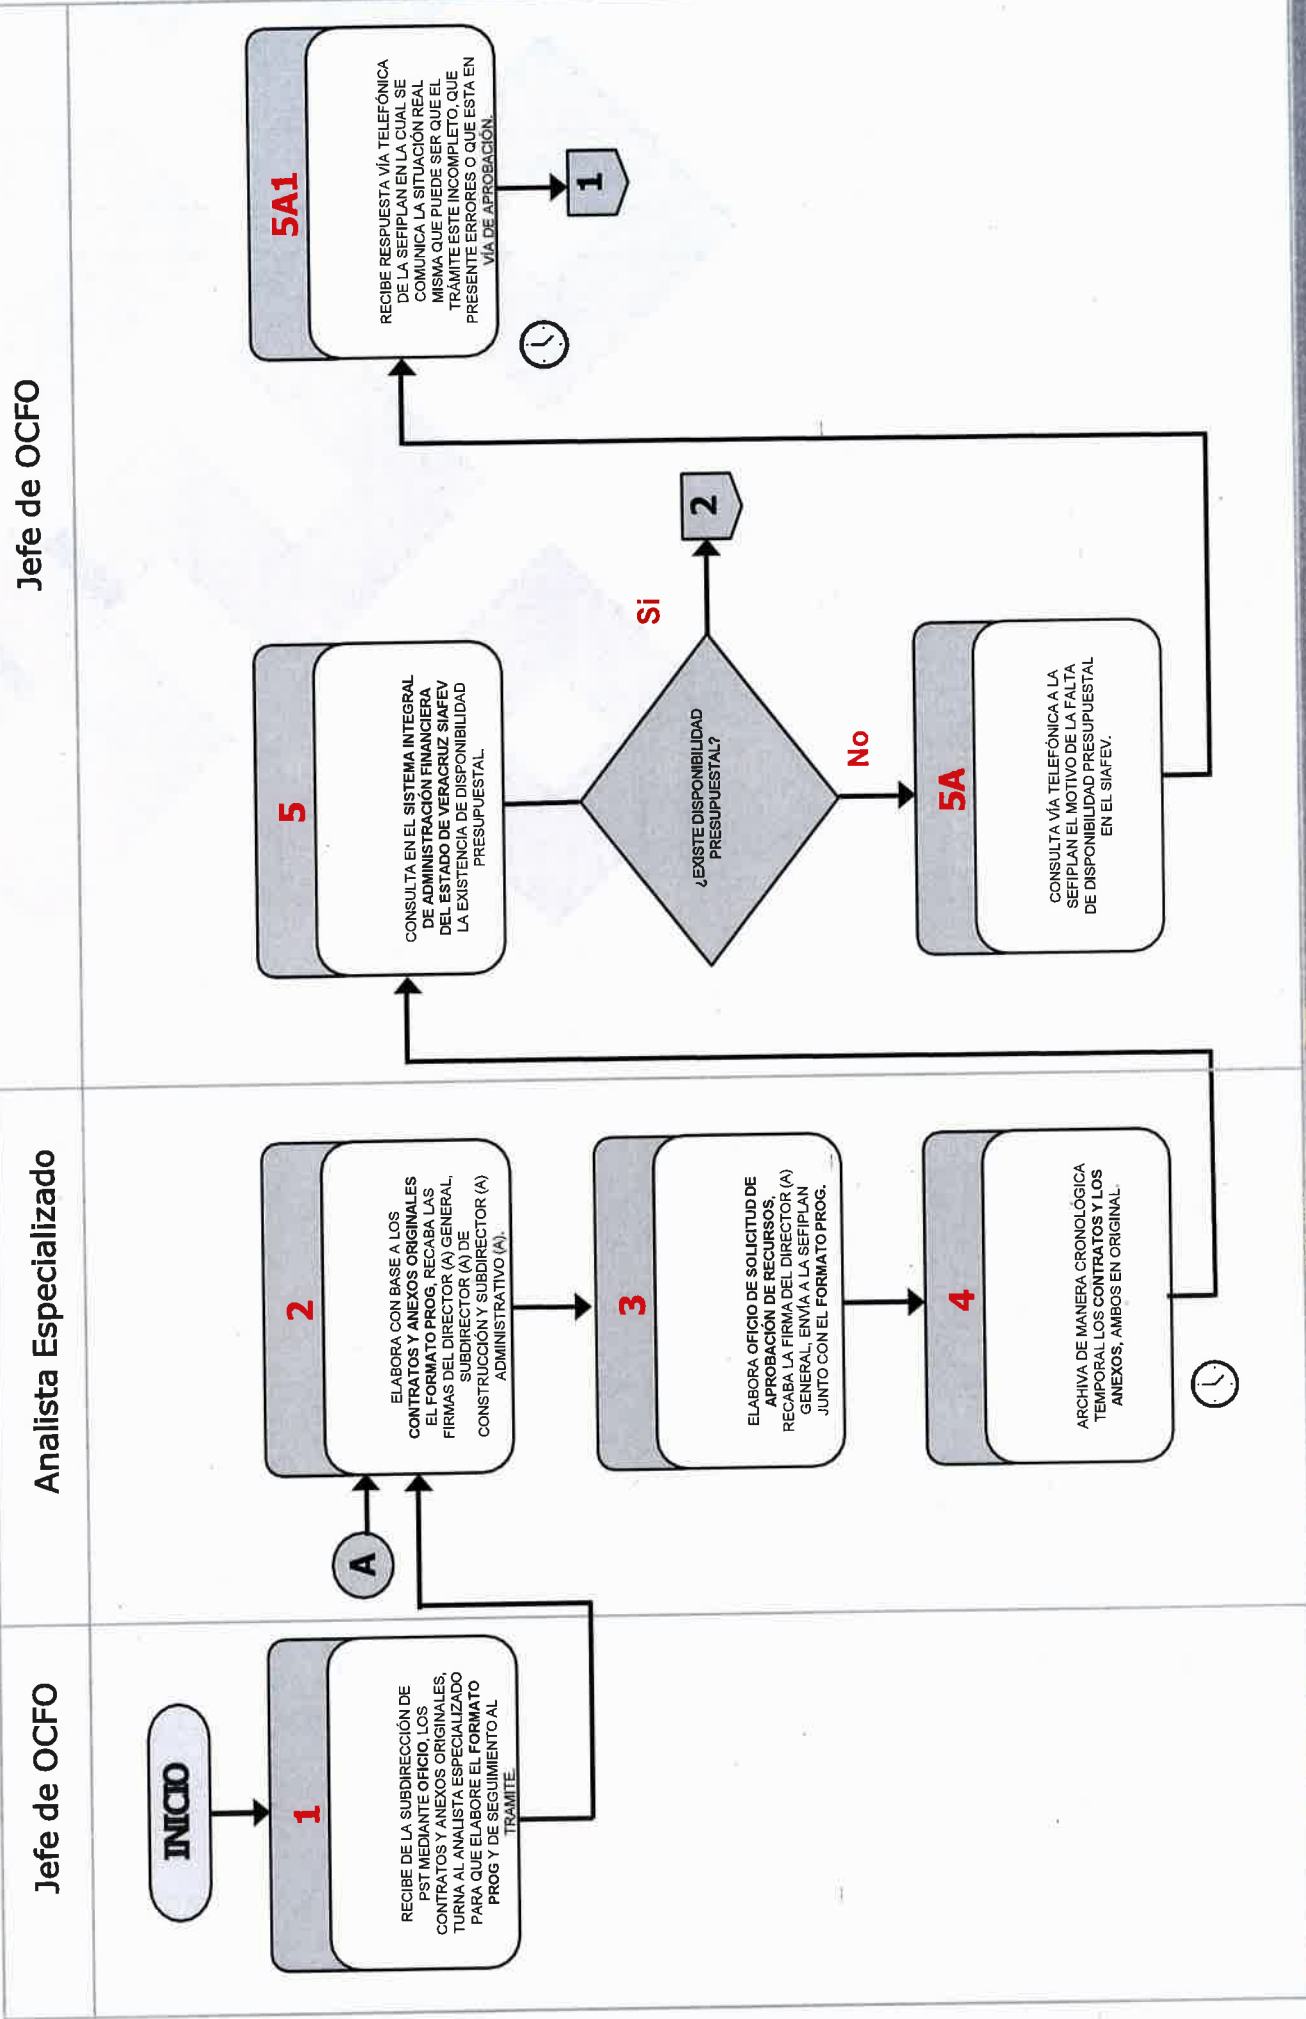 Jefe de OCFO
Analista Especializado
Jefe de OCFO
INICIO
1
RECIBE DE LA SUBDIRECCIÓN DE
PST MEDIANTE OFICIO, LOS
CONTRATOS Y ANEXOS ORIGINALES,
TURNA AL ANALISTA ESPECIALIZADO
PARA QUE ELABORE EL FORMATO
PROG Y DE SEGUIMIENTO AL
TRAMITE.
A
2
ELABORA CON BASE A LOS
CONTRATOS Y ANEXOS ORIGINALES
EL FORMATO PROG, RECABA LAS
FIRMAS DEL DIRECTOR (A) GENERAL,
SUBDIRECTOR (A) DE
CONSTRUCCIÓN Y SUBDIRECTOR (A)
ADMINISTRATIVO (A).
3
ELABORA OFICIO DE SOLICITUD DE
APROBACIÓN DE RECURSOS,
RECABA LA FIRMA DEL DIRECTOR (A)
GENERAL, ENVÍA A LA SEFIPLAN
JUNTO CON EL FORMATO PROG.
4
ARCHIVA DE MANERA CRONOLÓGICA
TEMPORAL LOS CONTRATOS Y LOS
ANEXOS, AMBOS EN ORIGINAL.
5
CONSULTA EN EL SISTEMA INTEGRAL
DE ADMINISTRACIÓN FINANCIERA
DEL ESTADO DE VERACRUZ SIAFEV
LA EXISTENCIA DE DISPONIBILIDAD
PRESUPUESTAL.
¿EXISTE DISPONIBILIDAD
PRESUPUESTAL?
Si
2
No
5A
CONSULTA VÍA TELEFÓNICA A LA
SEFIPLAN EL MOTIVO DE LA FALTA
DE DISPONIBILIDAD PRESUPUESTAL
EN EL SIAFEV.
5A1
RECIBE RESPUESTA VÍA TELEFÓNICA
DE LA SEFIPLAN EN LA CUAL SE
COMUNICA LA SITUACIÓN REAL
MISMA QUE PUEDE SER QUE EL
TRÁMITE ESTE INCOMPLETO, QUE
PRESENTE ERRORES O QUE ESTA EN
VÍA DE APROBACIÓN.
1